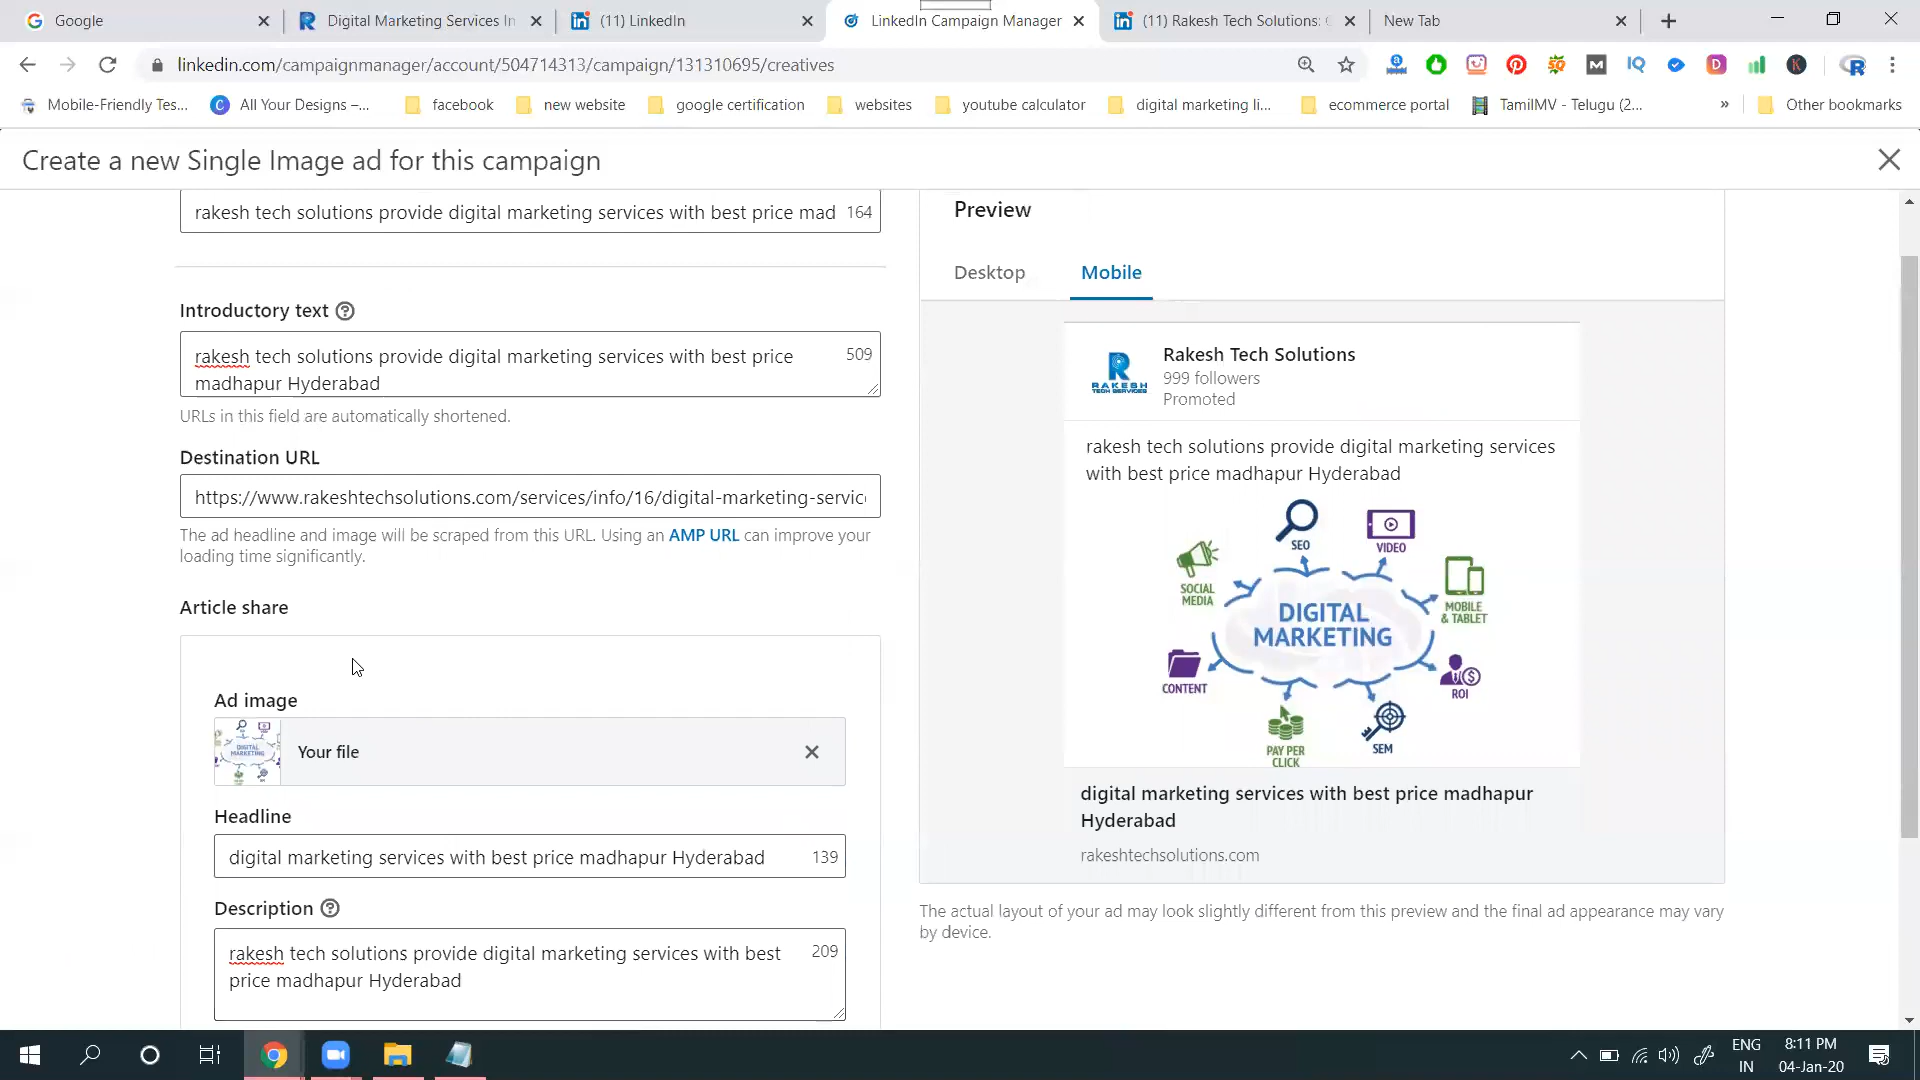 Google
Digital Marketing Services In
(11) LinkedIn
LinkedIn Campaign Manager
(11) Rakesh Tech Solutions:
New Tab
linkedin.com/campaignmanager/account/504714313/campaign/131310695/creatives
Mobile-Friendly Tes...
All Your Designs –...
facebook
new website
google certification
websites
youtube calculator
digital marketing li...
ecommerce portal
TamilMV - Telugu (2...
»
Other bookmarks
Create a new Single Image ad for this campaign
rakesh tech solutions provide digital marketing services with best price mad 164
Introductory text
rakesh tech solutions provide digital marketing services with best price 509
madhapur Hyderabad
URLs in this field are automatically shortened.
Destination URL
https://www.rakeshtechsolutions.com/services/info/16/digital-marketing-servic
The ad headline and image will be scraped from this URL. Using an AMP URL can improve your
loading time significantly.
Article share
Ad image
DIGITAL
MARKETING
Your file
Headline
digital marketing services with best price madhapur Hyderabad 139
Description
rakesh tech solutions provide digital marketing services with best 209
price madhapur Hyderabad
Preview
Desktop
Mobile
RAKESH
TECH SERVICES
Rakesh Tech Solutions
999 followers
Promoted
rakesh tech solutions provide digital marketing services
with best price madhapur Hyderabad
SEO
VIDEO
SOCIAL
MEDIA
MOBILE
& TABLET
DIGITAL
MARKETING
CONTENT
ROI
PAY PER
CLICK
SEM
digital marketing services with best price madhapur
Hyderabad
rakeshtechsolutions.com
The actual layout of your ad may look slightly different from this preview and the final ad appearance may vary
by device.
ENG
IN
8:11 PM
04-Jan-20